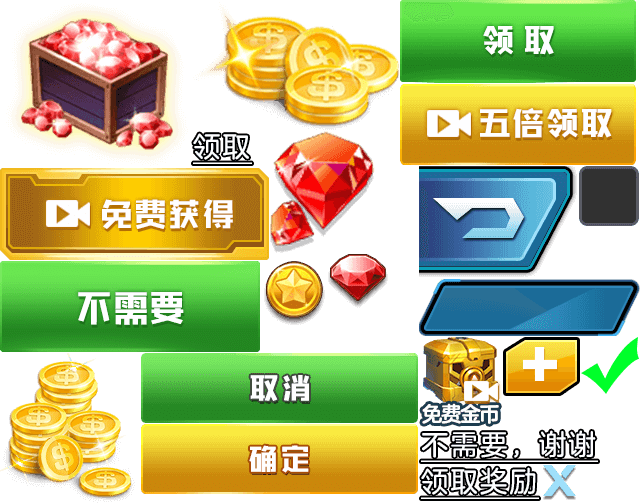 领取
领取
五倍领取
免费获得
不需要
取消
确定
免费金币
不需要，谢谢
领取奖励